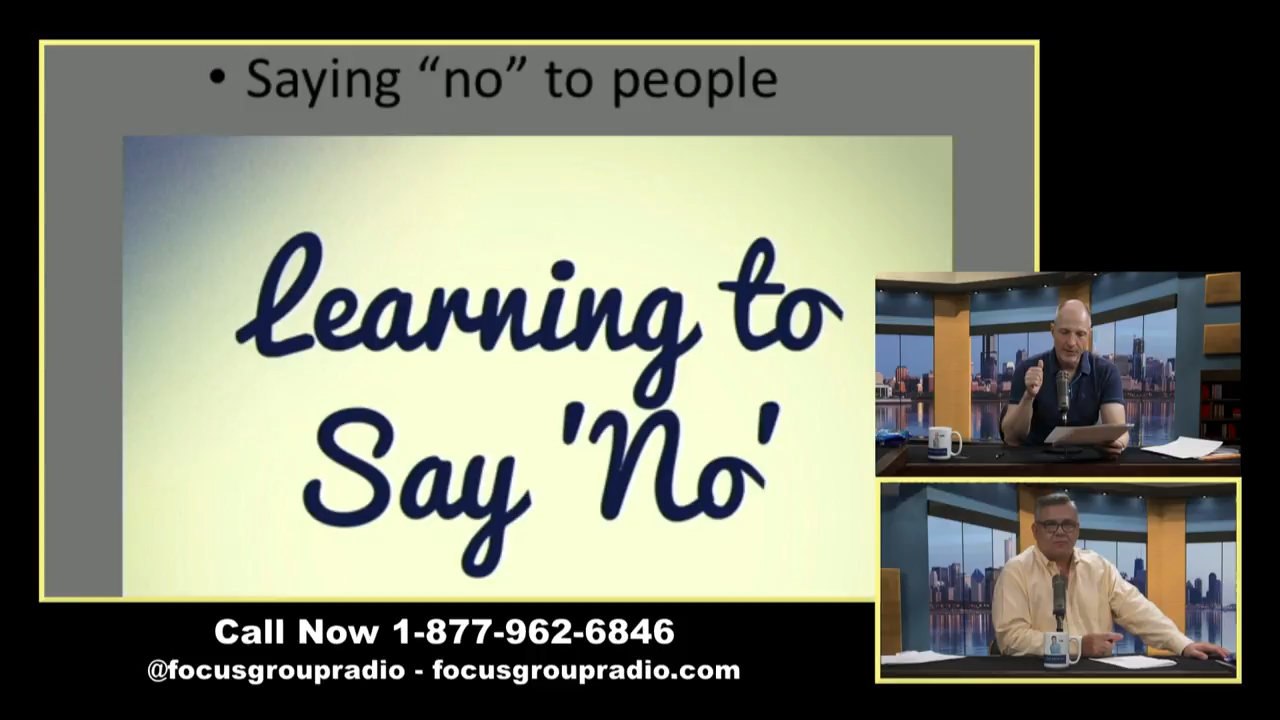 • Saying “no” to people
Learning to
Say 'No'
Call Now 1-877-962-6846
@focusgroupradio - focusgroupradio.com